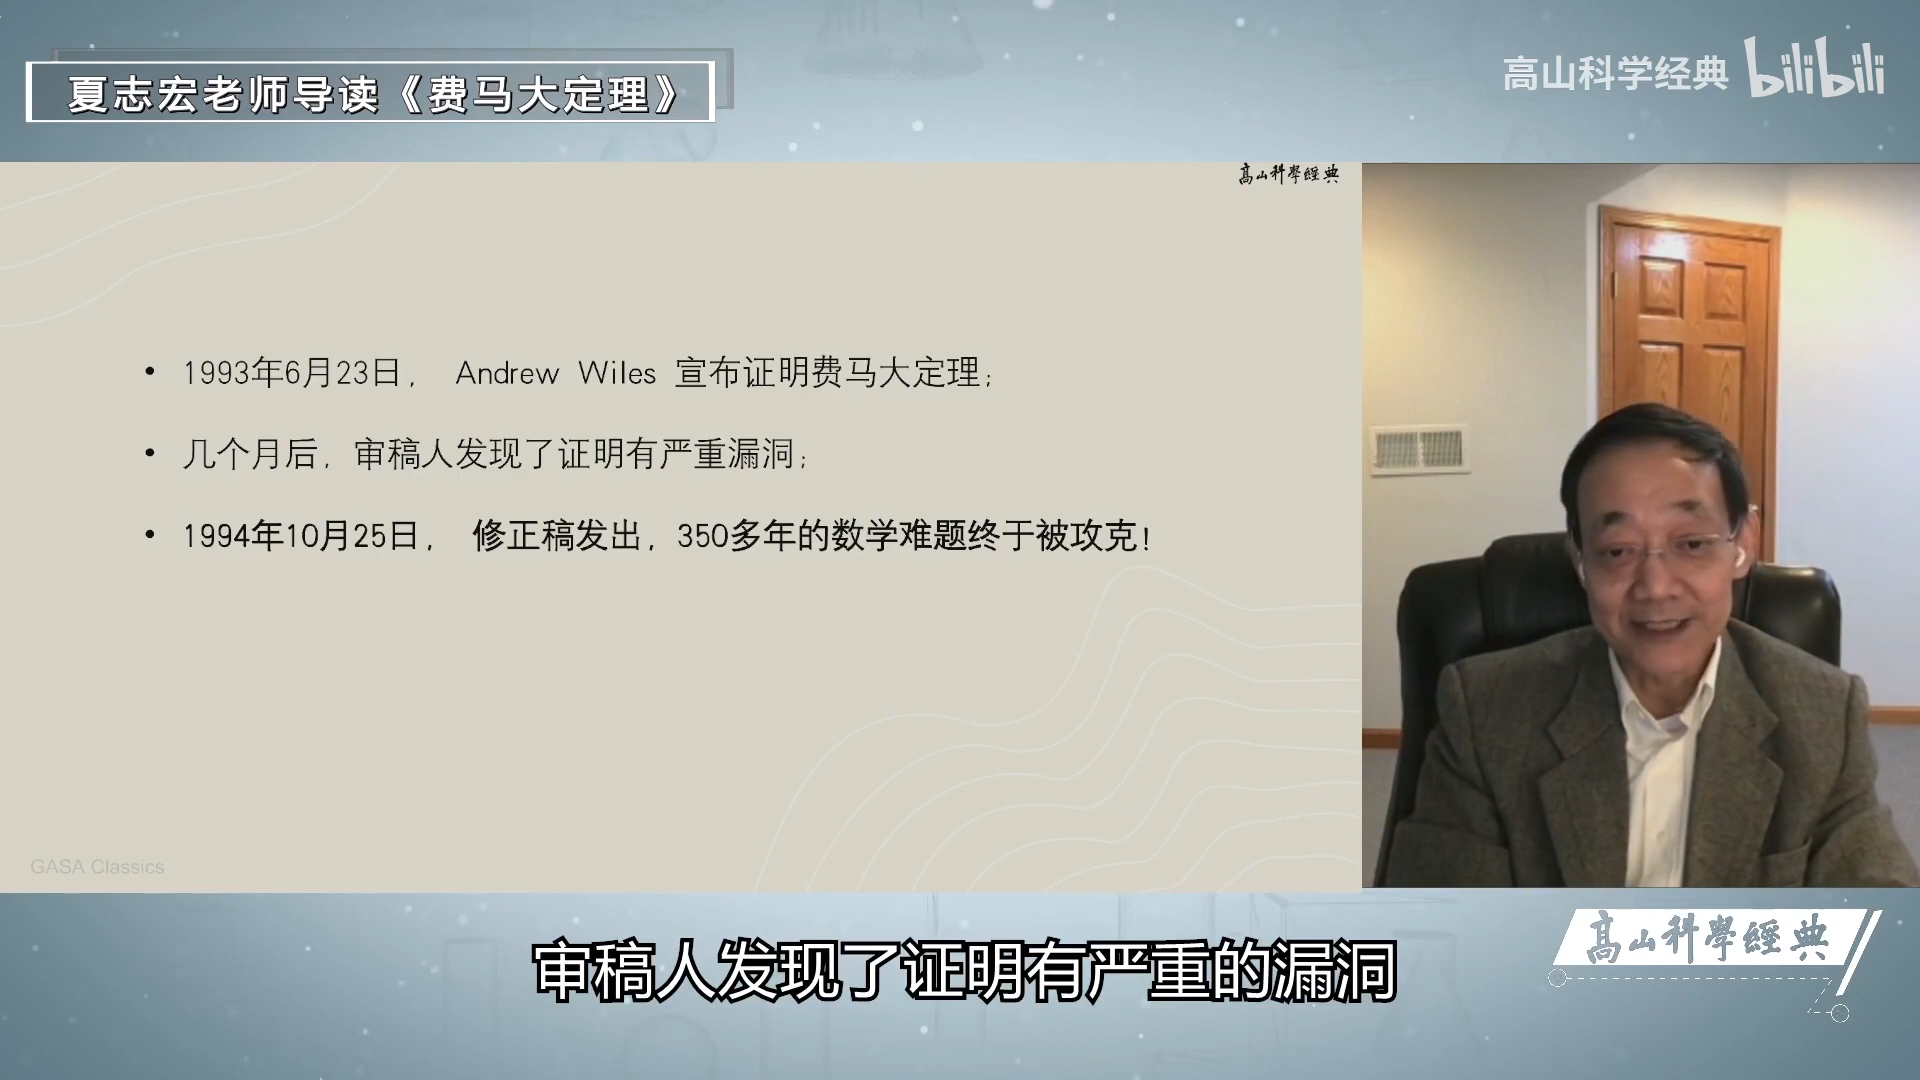 夏志宏老师导读《费马大定理》
高山科学经典 bilibili
高山科學經典
• 1993年6月23日， Andrew Wiles 宣布证明费马大定理；
• 几个月后，审稿人发现了证明有严重漏洞；
• 1994年10月25日， 修正稿发出，350多年的数学难题终于被攻克！
GASA Classics
高山科學經典
审稿人发现了证明有严重的漏洞